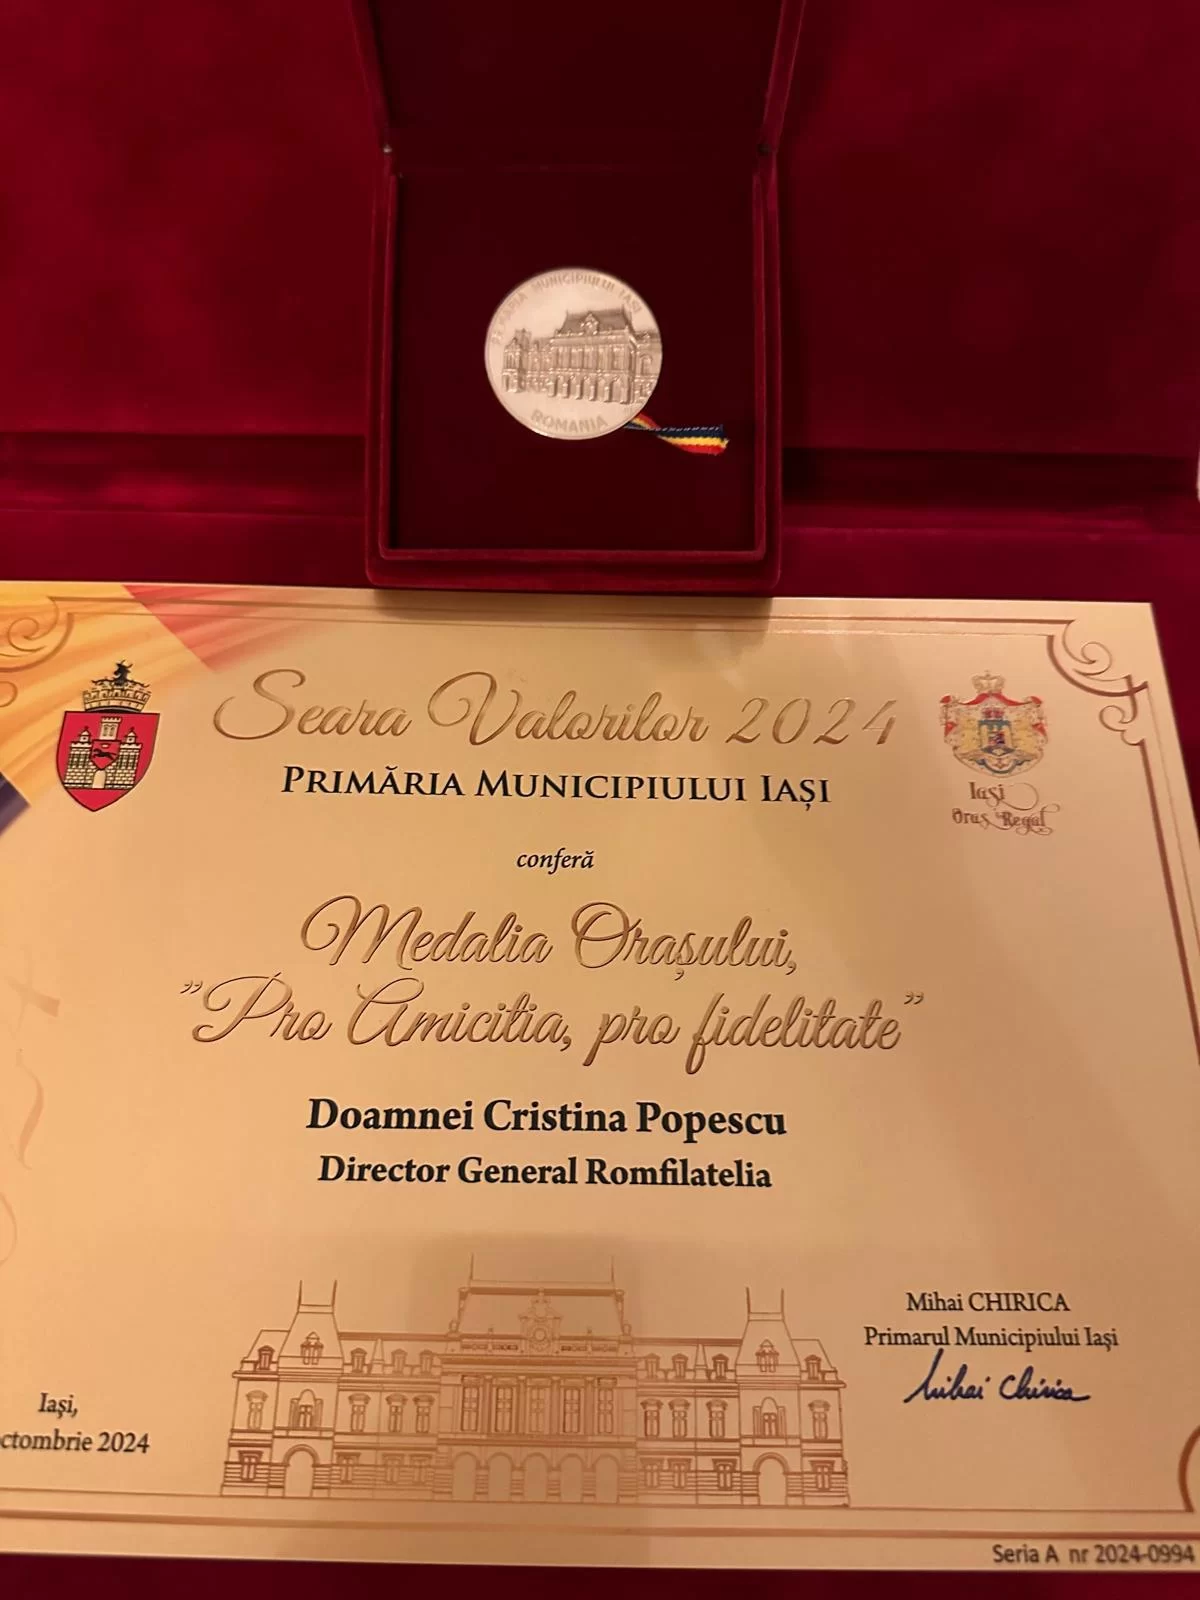 PRIMĂRIA MUNICIPIULUI IAȘI
ROMANIA
Seara Valorilor 2024
PRIMĂRIA MUNICIPIULUI IAȘI
Iași
Oraș Regal
conferă
Medalia Orașului,
"Pro Amicitia, pro fidelitate"
Doamnei Cristina Popescu
Director General Romfilatelia
Mihai CHIRICA
Primarul Municipiului Iași
Mihai Chirica
Iași,
ctombrie 2024
Seria A nr 2024-0994